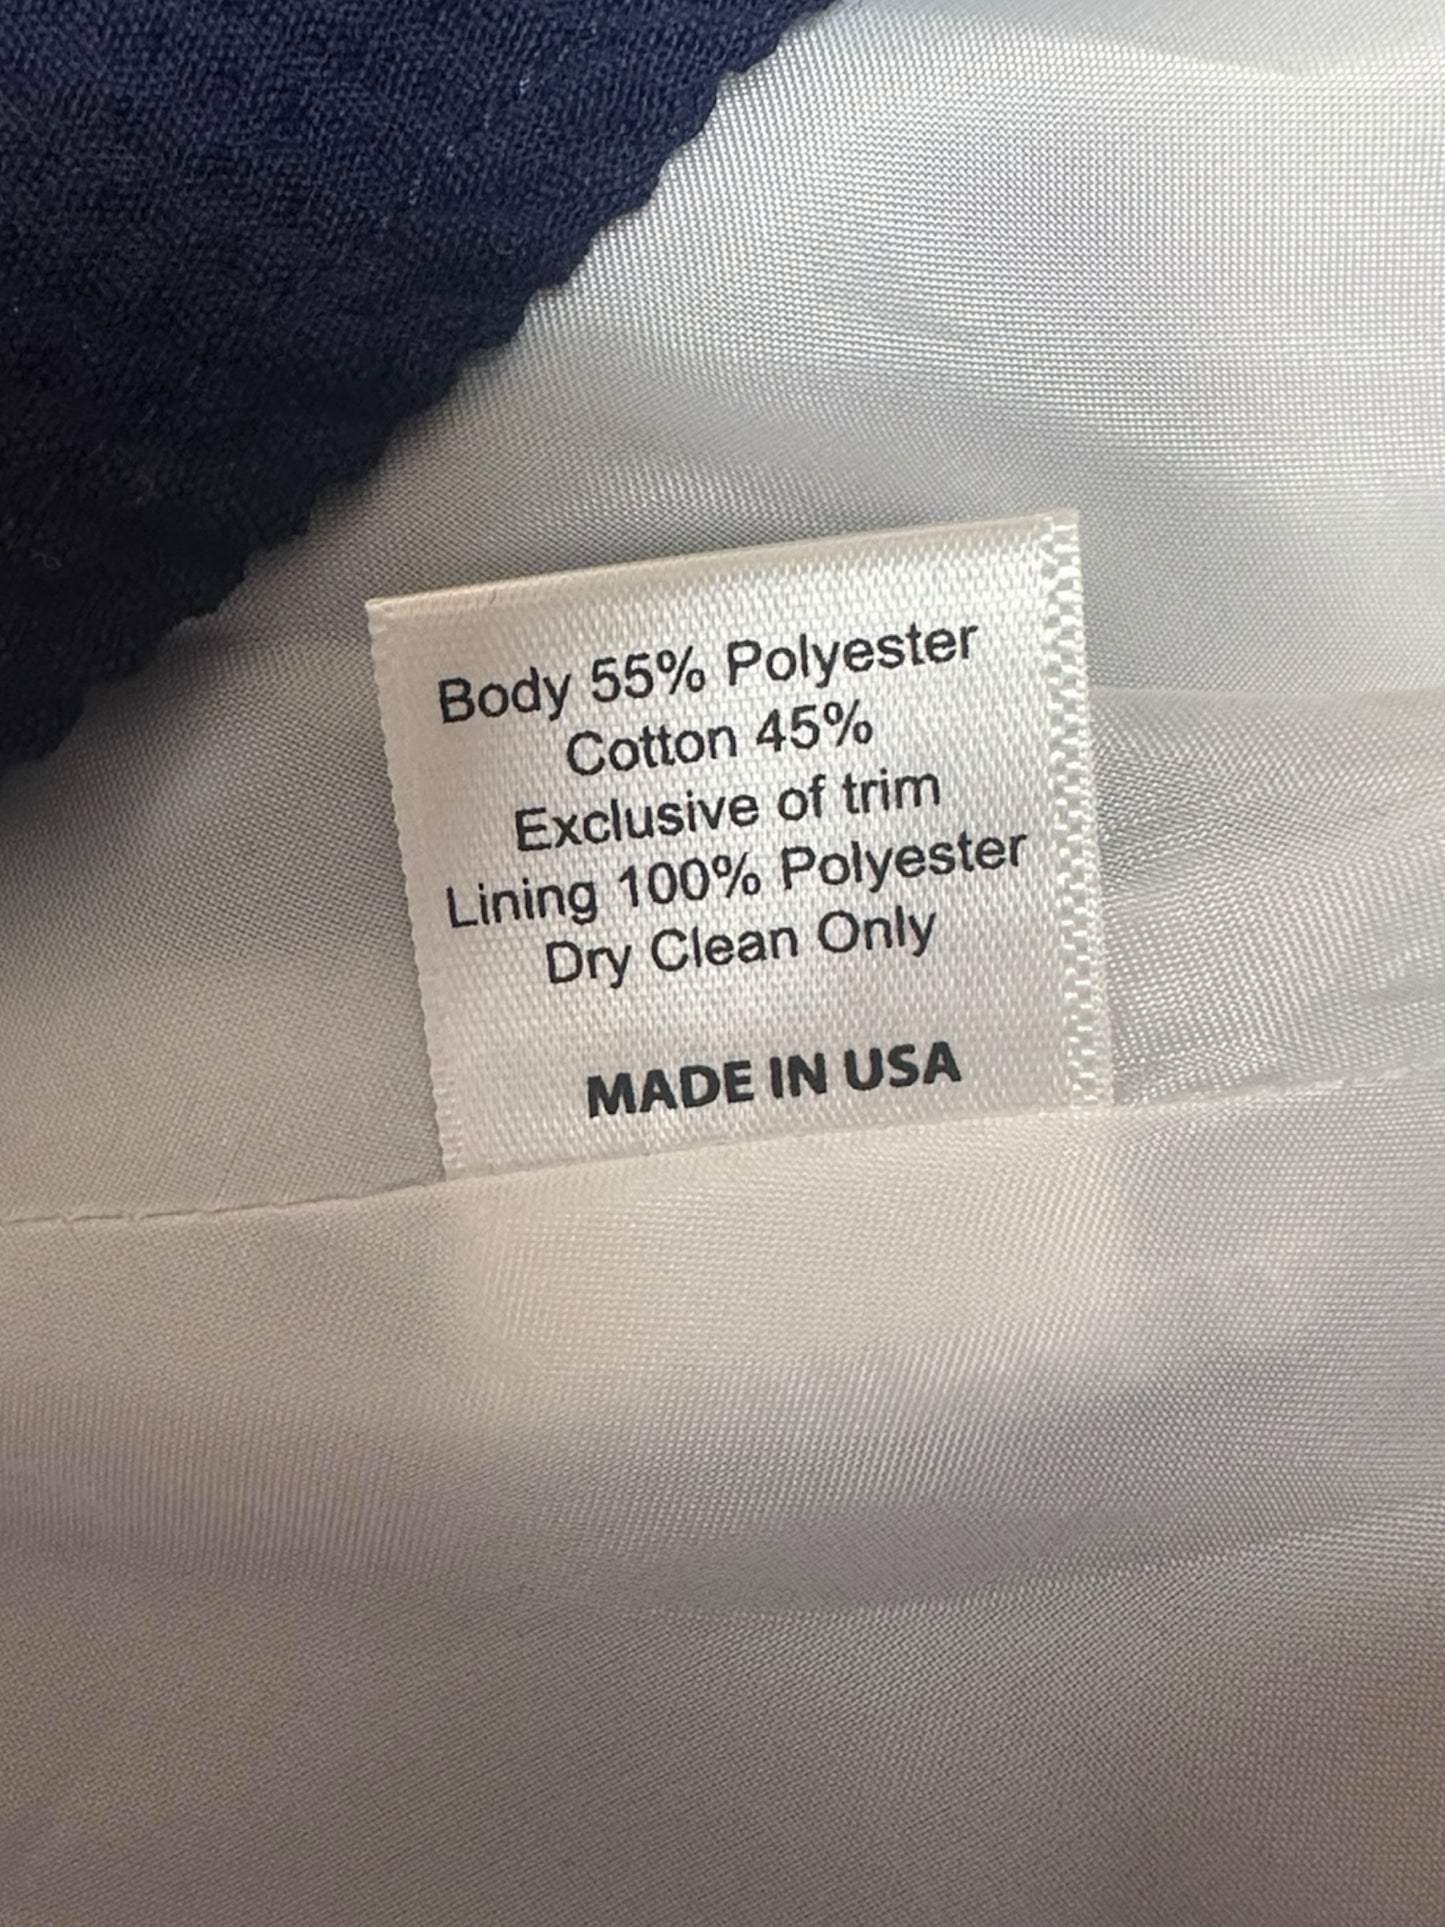 Body 55% Polyester
Cotton 45%
Exclusive of trim
Lining 100% Polyester
Dry Clean Only
MADE IN USA